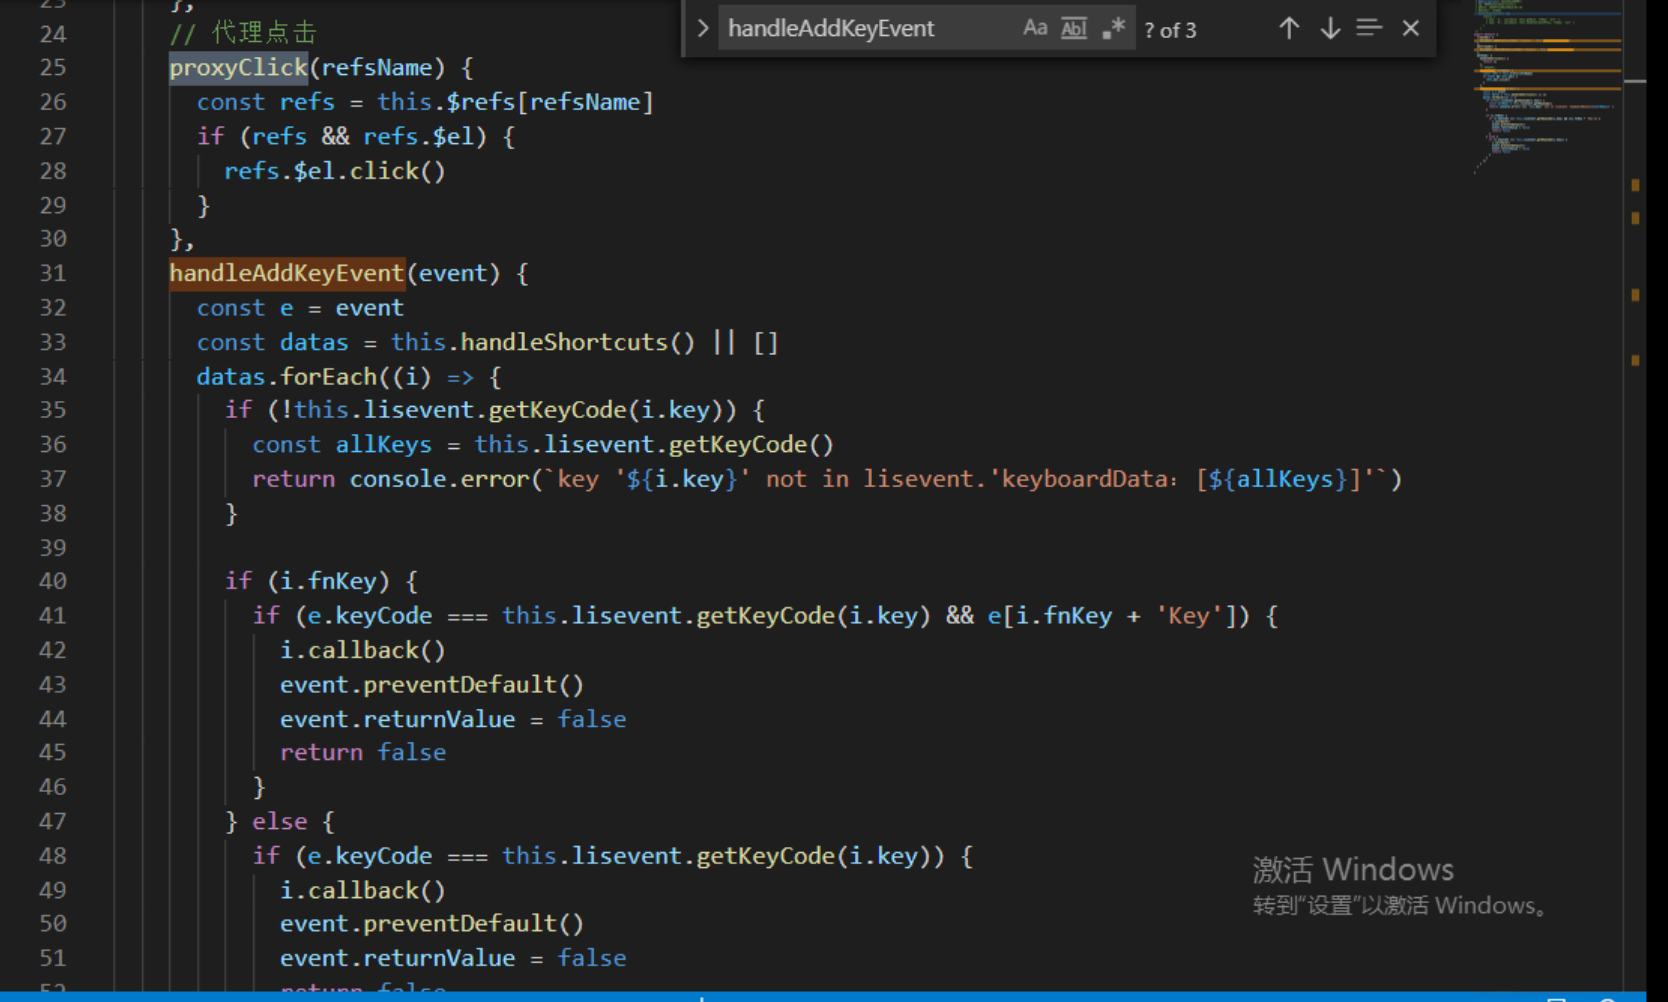 handleAddKeyEvent Aa Abl .* ? of 3
23 },
24 // 代理点击
25 proxyClick(refsName) {
26 const refs = this.$refs[refsName]
27 if (refs && refs.$el) {
28 refs.$el.click()
29 }
30 },
31 handleAddKeyEvent(event) {
32 const e = event
33 const datas = this.handleShortcuts() || []
34 datas.forEach((i) => {
35 if (!this.lisevent.getKeyCode(i.key)) {
36 const allKeys = this.lisevent.getKeyCode()
37 return console.error(`key '${i.key}' not in lisevent.'keyboardData：[${allKeys}]'`)
38 }
39
40 if (i.fnKey) {
41 if (e.keyCode === this.lisevent.getKeyCode(i.key) && e[i.fnKey + 'Key']) {
42 i.callback()
43 event.preventDefault()
44 event.returnValue = false
45 return false
46 }
47 } else {
48 if (e.keyCode === this.lisevent.getKeyCode(i.key)) {
49 i.callback()
50 event.preventDefault()
51 event.returnValue = false
52 return false
激活 Windows
转到“设置”以激活 Windows。